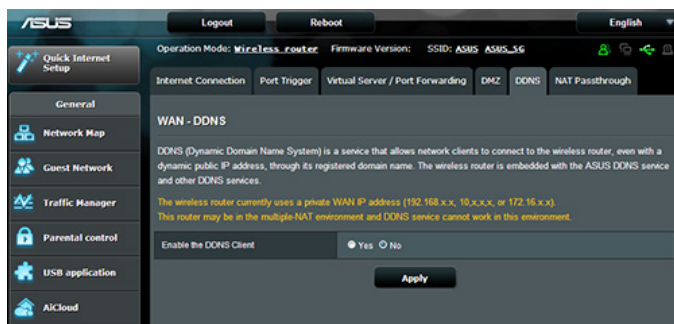 ASUS Logout Reboot English
Operation Mode: Wireless router Firmware Version: SSID: ASUS ASUS_5G
Quick Internet
Setup
Internet Connection Port Trigger Virtual Server / Port Forwarding DMZ DDNS NAT Passthrough
General
Network Map
Guest Network
Traffic Manager
Parental control
USB application
AiCloud
WAN - DDNS
DDNS (Dynamic Domain Name System) is a service that allows network clients to connect to the wireless router, even with a
dynamic public IP address, through its registered domain name. The wireless router is embedded with the ASUS DDNS service
and other DDNS services.
The wireless router currently uses a private WAN IP address (192.168.x.x, 10,x,x,x, or 172.16.x.x).
This router may be in the multiple-NAT environment and DDNS service cannot work in this environment.
Enable the DDNS Client Yes No
Apply